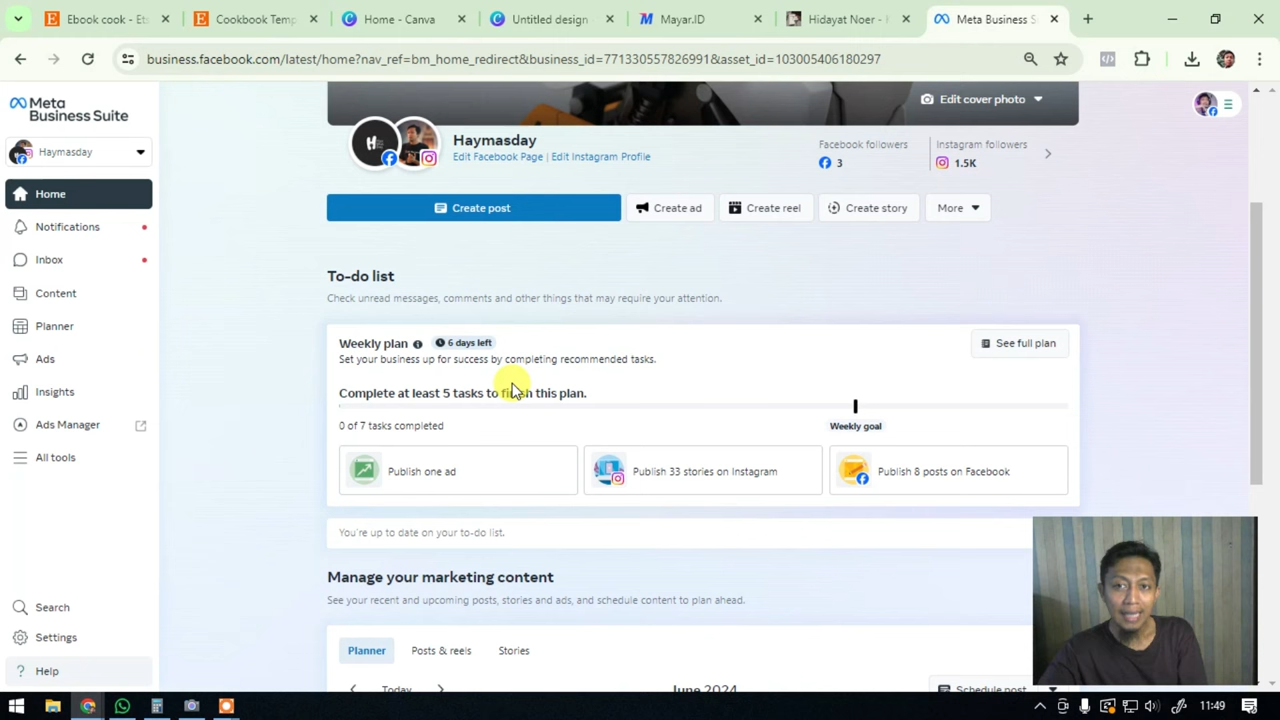 Ebook cook - Ets
Cookbook Temp
Home - Canva
Untitled design
Mayar.ID
Hidayat Noer -
Meta Business S
business.facebook.com/latest/home?nav_ref=bm_home_redirect&business_id=771330557826991&asset_id=103005406180297
Meta
Business Suite
Haymasday
Home
Notifications
Inbox
Content
Planner
Ads
Insights
Ads Manager
All tools
Search
Settings
Help
Edit cover photo
Haymasday
Edit Facebook Page | Edit Instagram Profile
Facebook followers
3
Instagram followers
1.5K
Create post
Create ad
Create reel
Create story
More
To-do list
Check unread messages, comments and other things that may require your attention.
Weekly plan
6 days left
See full plan
Set your business up for success by completing recommended tasks.
Complete at least 5 tasks to finish this plan.
0 of 7 tasks completed
Weekly goal
Publish one ad
Publish 33 stories on Instagram
Publish 8 posts on Facebook
You're up to date on your to-do list.
Manage your marketing content
See your recent and upcoming posts, stories and ads, and schedule content to plan ahead.
Planner
Posts & reels
Stories
Today
June 2024
Schedule post
11:49